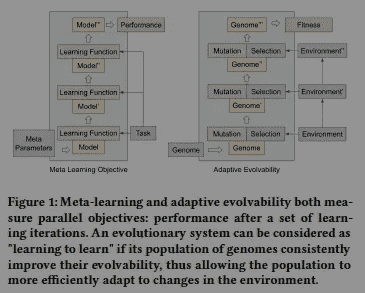 Model''' Performance
Genome''' Fitness
Learning Function
Mutation Selection Environment''
Model''
Genome''
Learning Function
Mutation Selection Environment'
Model'
Genome'
Learning Function Task
Mutation Selection Environment
Meta
Parameters
Model
Genome Genome
Meta Learning Objective
Adaptive Evolvability
Figure 1: Meta-learning and adaptive evolvability both mea-
sure parallel objectives: performance after a set of learn-
ing iterations. An evolutionary system can be considered as
"learning to learn" if its population of genomes consistently
improve their evolvability, thus allowing the population to
more efficiently adapt to changes in the environment.